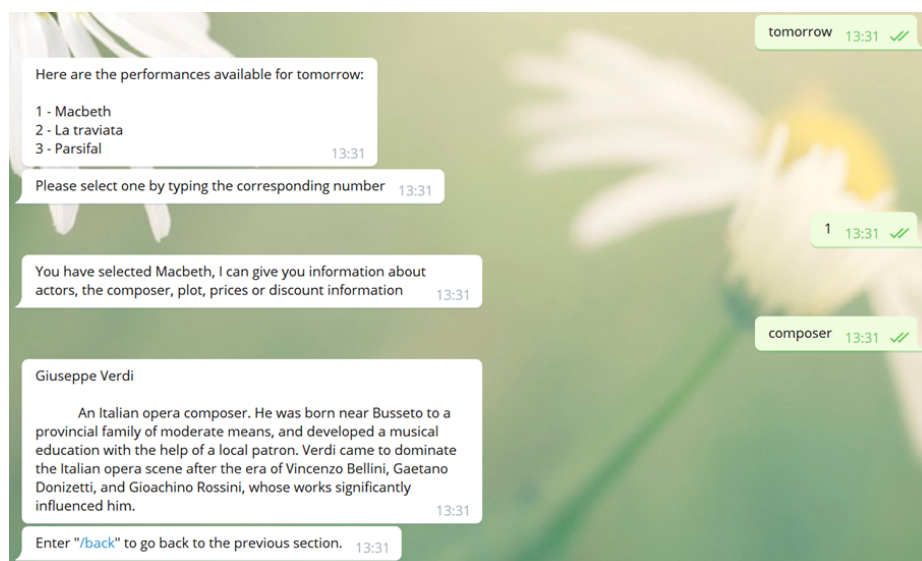 tomorrow 13:31
Here are the performances available for tomorrow:
1 - Macbeth
2 - La traviata
3 - Parsifal
13:31
Please select one by typing the corresponding number 13:31
1 13:31
You have selected Macbeth, I can give you information about
actors, the composer, plot, prices or discount information 13:31
composer 13:31
Giuseppe Verdi
An Italian opera composer. He was born near Busseto to a
provincial family of moderate means, and developed a musical
education with the help of a local patron. Verdi came to dominate
the Italian opera scene after the era of Vincenzo Bellini, Gaetano
Donizetti, and Gioachino Rossini, whose works significantly
influenced him. 13:31
Enter "/back" to go back to the previous section. 13:31